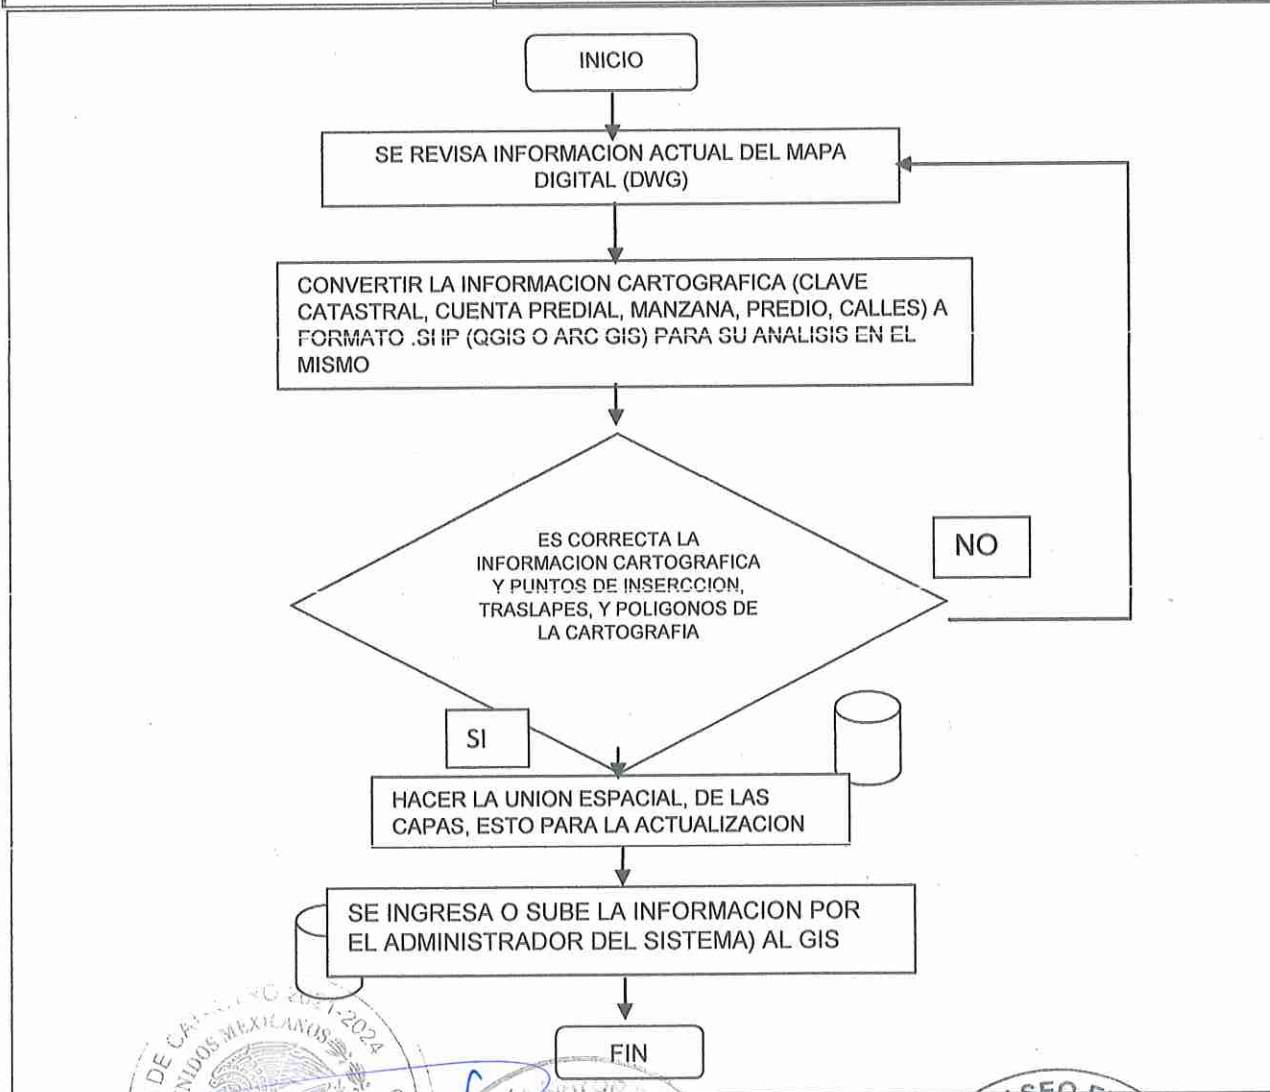 INICIO
SE REVISA INFORMACION ACTUAL DEL MAPA
DIGITAL (DWG)
CONVERTIR LA INFORMACION CARTOGRAFICA (CLAVE
CATASTRAL, CUENTA PREDIAL, MANZANA, PREDIO, CALLES) A
FORMATO (QGIS O ARC GIS) PARA SU ANALISIS EN EL
MISMO
ES CORRECTA LA
INFORMACION CARTOGRAFICA
Y PUNTOS DE INSERCCION,
TRASLAPES, Y POLIGONOS DE
LA CARTOGRAFIA
NO
SI
HACER LA UNION ESPACIAL, DE LAS
CAPAS, ESTO PARA LA ACTUALIZACION
SE INGRESA O SUBE LA INFORMACION POR
EL ADMINISTRADOR DEL SISTEMA) AL GIS
FIN
DE 2021-2024
MEXICANOS